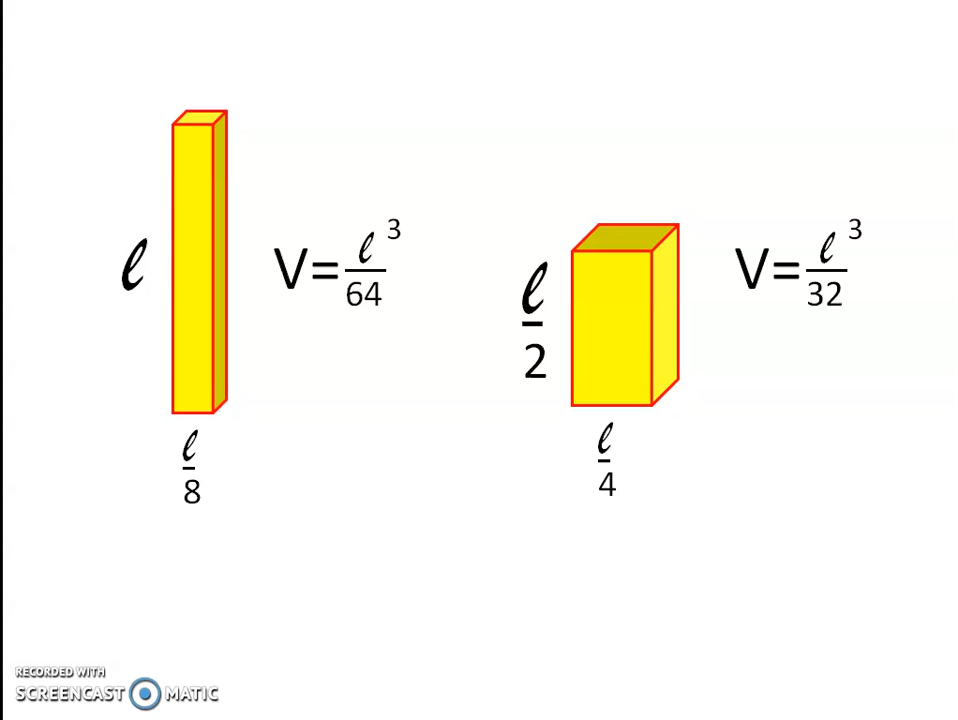 ℓ
V=ℓ³/64
ℓ/8
ℓ/2
V=ℓ³/32
ℓ/4
RECORDED WITH
SCREENCAST MATIC